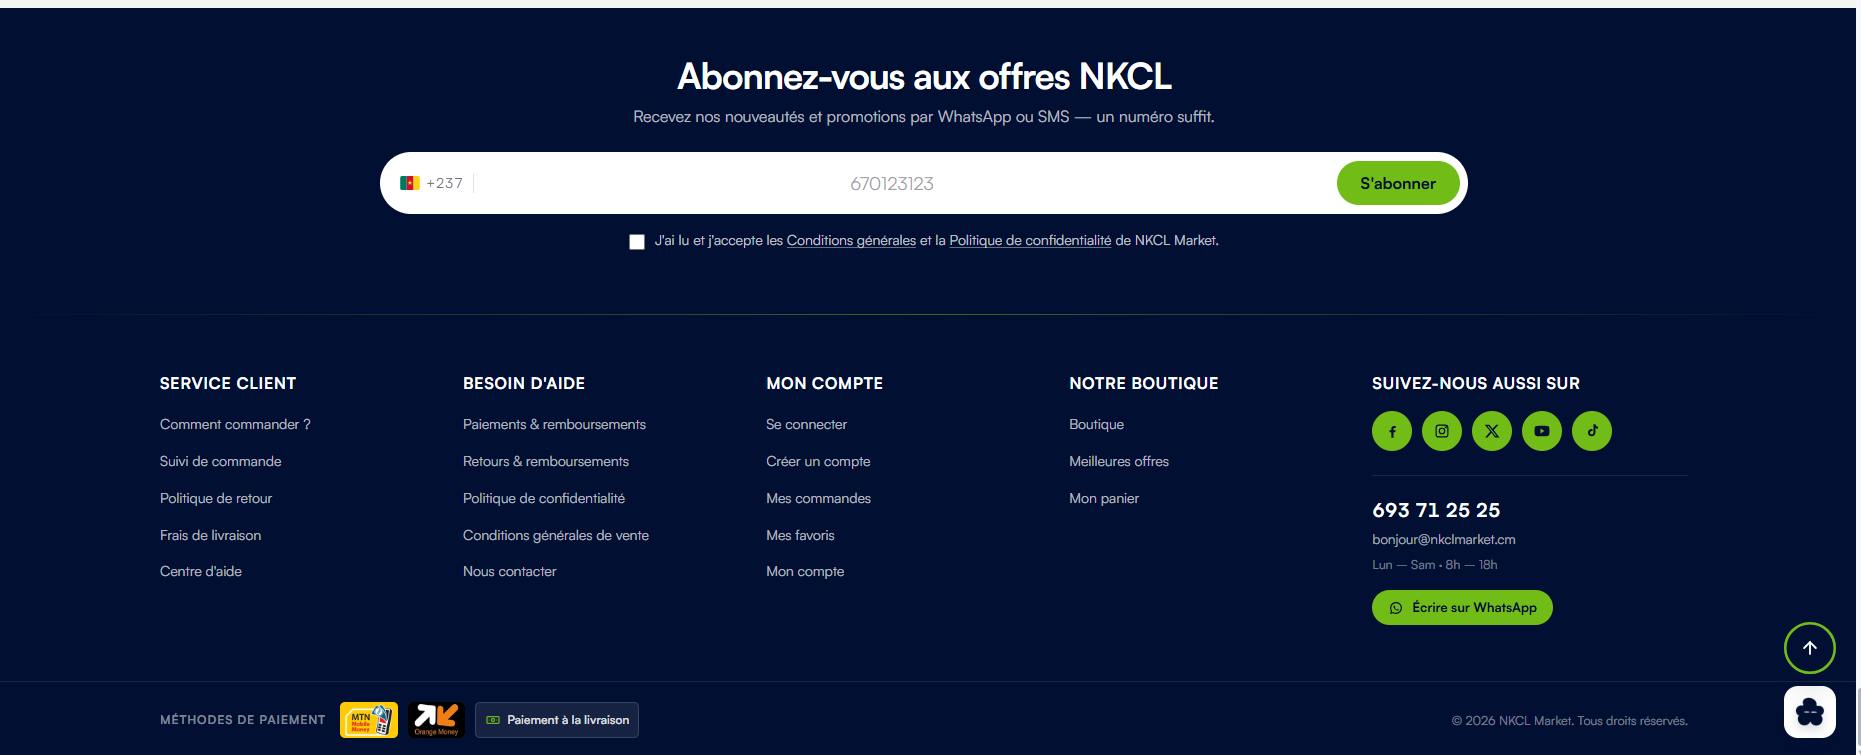 Abonnez-vous aux offres NKCL
Recevez nos nouveautés et promotions par WhatsApp ou SMS — un numéro suffit.
+237
670123123
S'abonner
J'ai lu et j'accepte les Conditions générales et la Politique de confidentialité de NKCL Market.
SERVICE CLIENT
Comment commander ?
Suivi de commande
Politique de retour
Frais de livraison
Centre d'aide
BESOIN D'AIDE
Paiements & remboursements
Retours & remboursements
Politique de confidentialité
Conditions générales de vente
Nous contacter
MON COMPTE
Se connecter
Créer un compte
Mes commandes
Mes favoris
Mon compte
NOTRE BOUTIQUE
Boutique
Meilleures offres
Mon panier
SUIVEZ-NOUS AUSSI SUR
693 71 25 25
bonjour@nkclmarket.cm
Lun — Sam · 8h — 18h
Écrire sur WhatsApp
MÉTHODES DE PAIEMENT
MTN
Mobile
Money
Orange Money
Paiement à la livraison
© 2026 NKCL Market. Tous droits réservés.